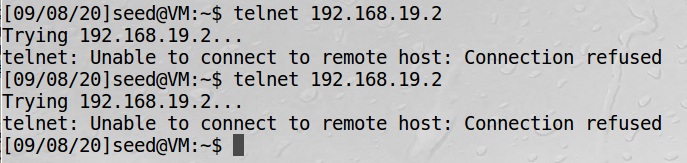 [09/08/20]seed@VM:~$ telnet 192.168.19.2
Trying 192.168.19.2...
telnet: Unable to connect to remote host: Connection refused
[09/08/20]seed@VM:~$ telnet 192.168.19.2
Trying 192.168.19.2...
telnet: Unable to connect to remote host: Connection refused
[09/08/20]seed@VM:~$